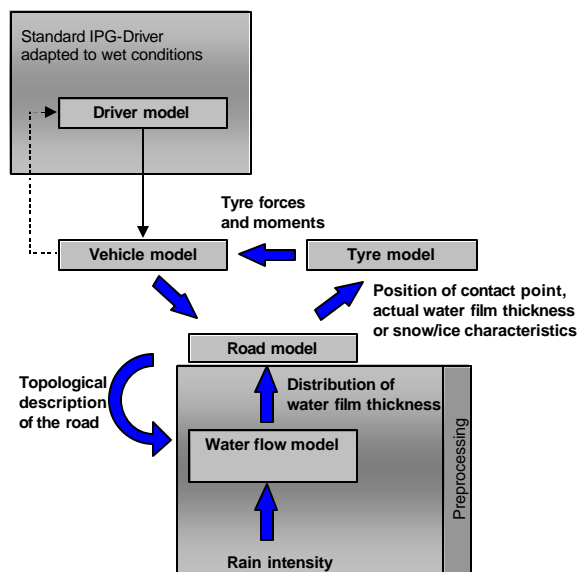 Standard IPG-Driver
adapted to wet conditions
Driver model
Tyre forces
and moments
Vehicle model
Tyre model
Position of contact point,
actual water film thickness
or snow/ice characteristics
Road model
Topological
description
of the road
Distribution of
water film thickness
Water flow model
Preprocessing
Rain intensity